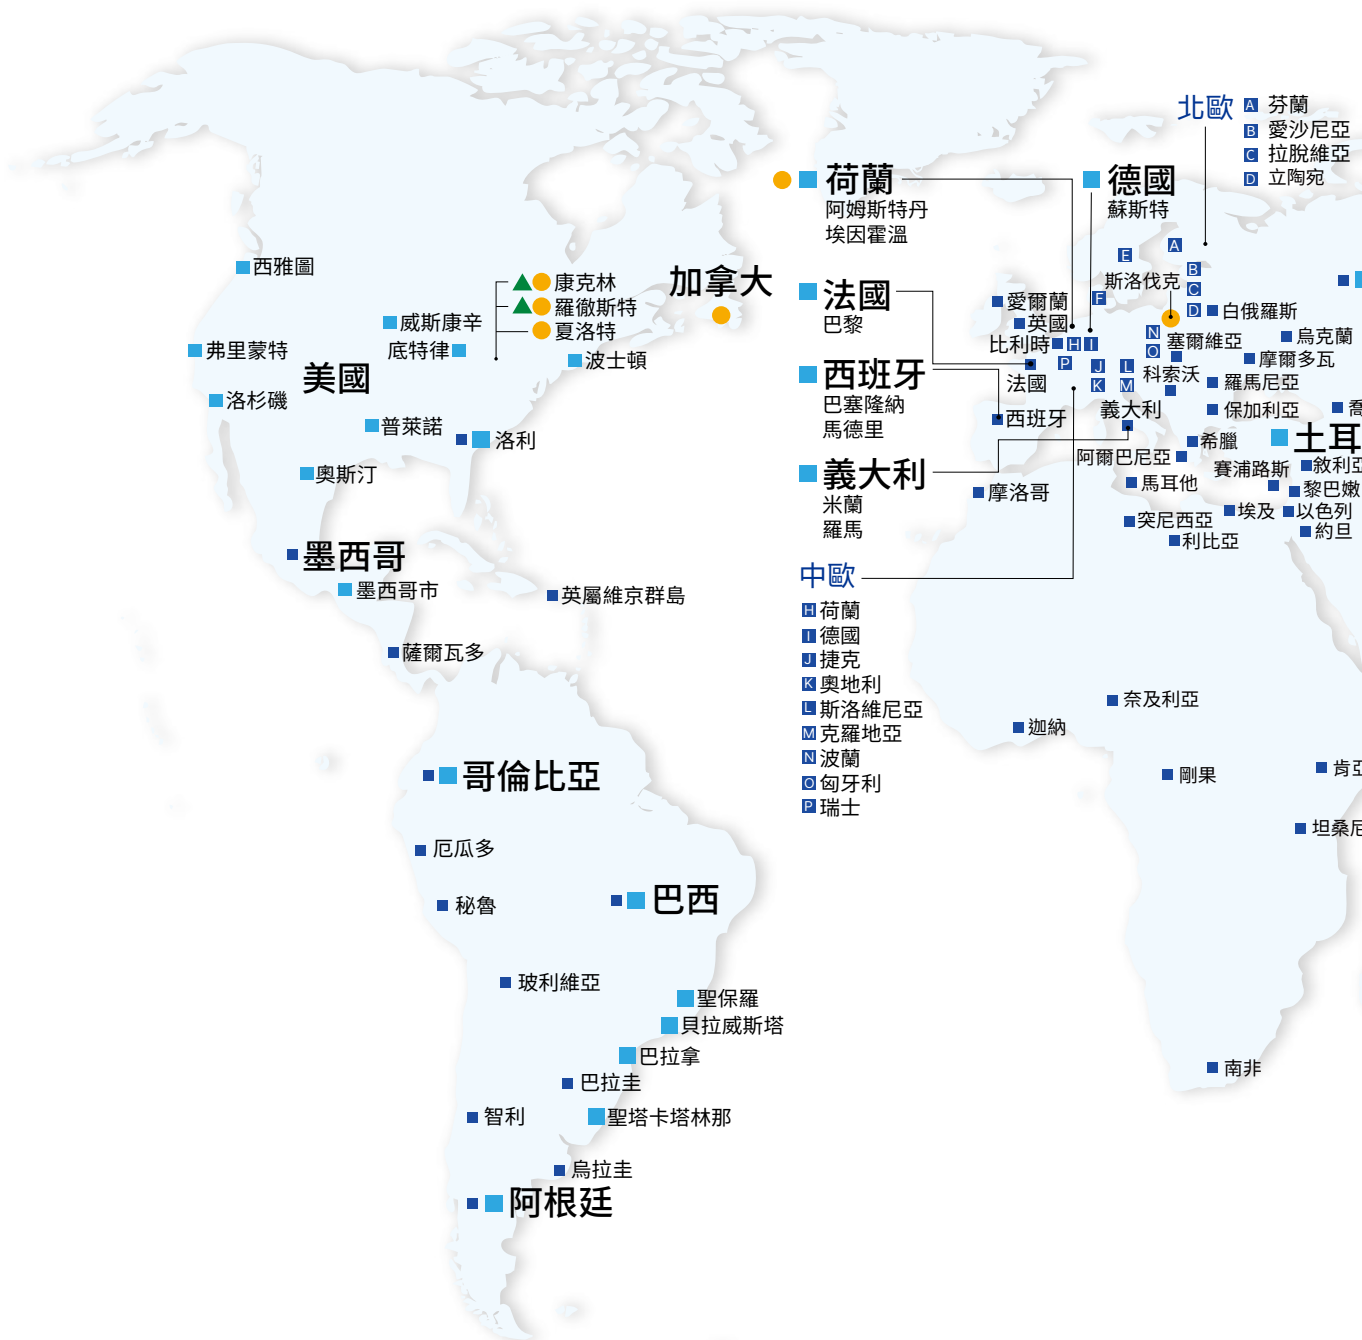 北歐
A 芬蘭
B 愛沙尼亞
C 拉脫維亞
D 立陶宛
荷蘭
阿姆斯特丹
埃因霍溫
德國
蘇斯特
法國
巴黎
西班牙
巴塞隆納
馬德里
義大利
米蘭
羅馬
中歐
H 荷蘭
I 德國
J 捷克
K 奧地利
L 斯洛維尼亞
M 克羅地亞
N 波蘭
O 匈牙利
P 瑞士
加拿大
西雅圖
康克林
羅徹斯特
夏洛特
威斯康辛
底特律
弗里蒙特
波士頓
美國
洛杉磯
普萊諾
洛利
奧斯汀
墨西哥
墨西哥市
英屬維京群島
薩爾瓦多
哥倫比亞
厄瓜多
秘魯
巴西
玻利維亞
聖保羅
貝拉威斯塔
巴拉拿
巴拉圭
智利
聖塔卡塔林那
烏拉圭
阿根廷
A
E
B
斯洛伐克
C
F
D
愛爾蘭
白俄羅斯
英國
N
烏克蘭
比利時
H
I
O
塞爾維亞
摩爾多瓦
P
J
L
科索沃
法國
K
M
羅馬尼亞
義大利
保加利亞
喬
西班牙
希臘
土耳
阿爾巴尼亞
賽浦路斯
敘利亞
摩洛哥
馬耳他
黎巴嫩
突尼西亞
埃及
以色列
利比亞
約旦
奈及利亞
迦納
剛果
肯亞
坦桑尼
南非